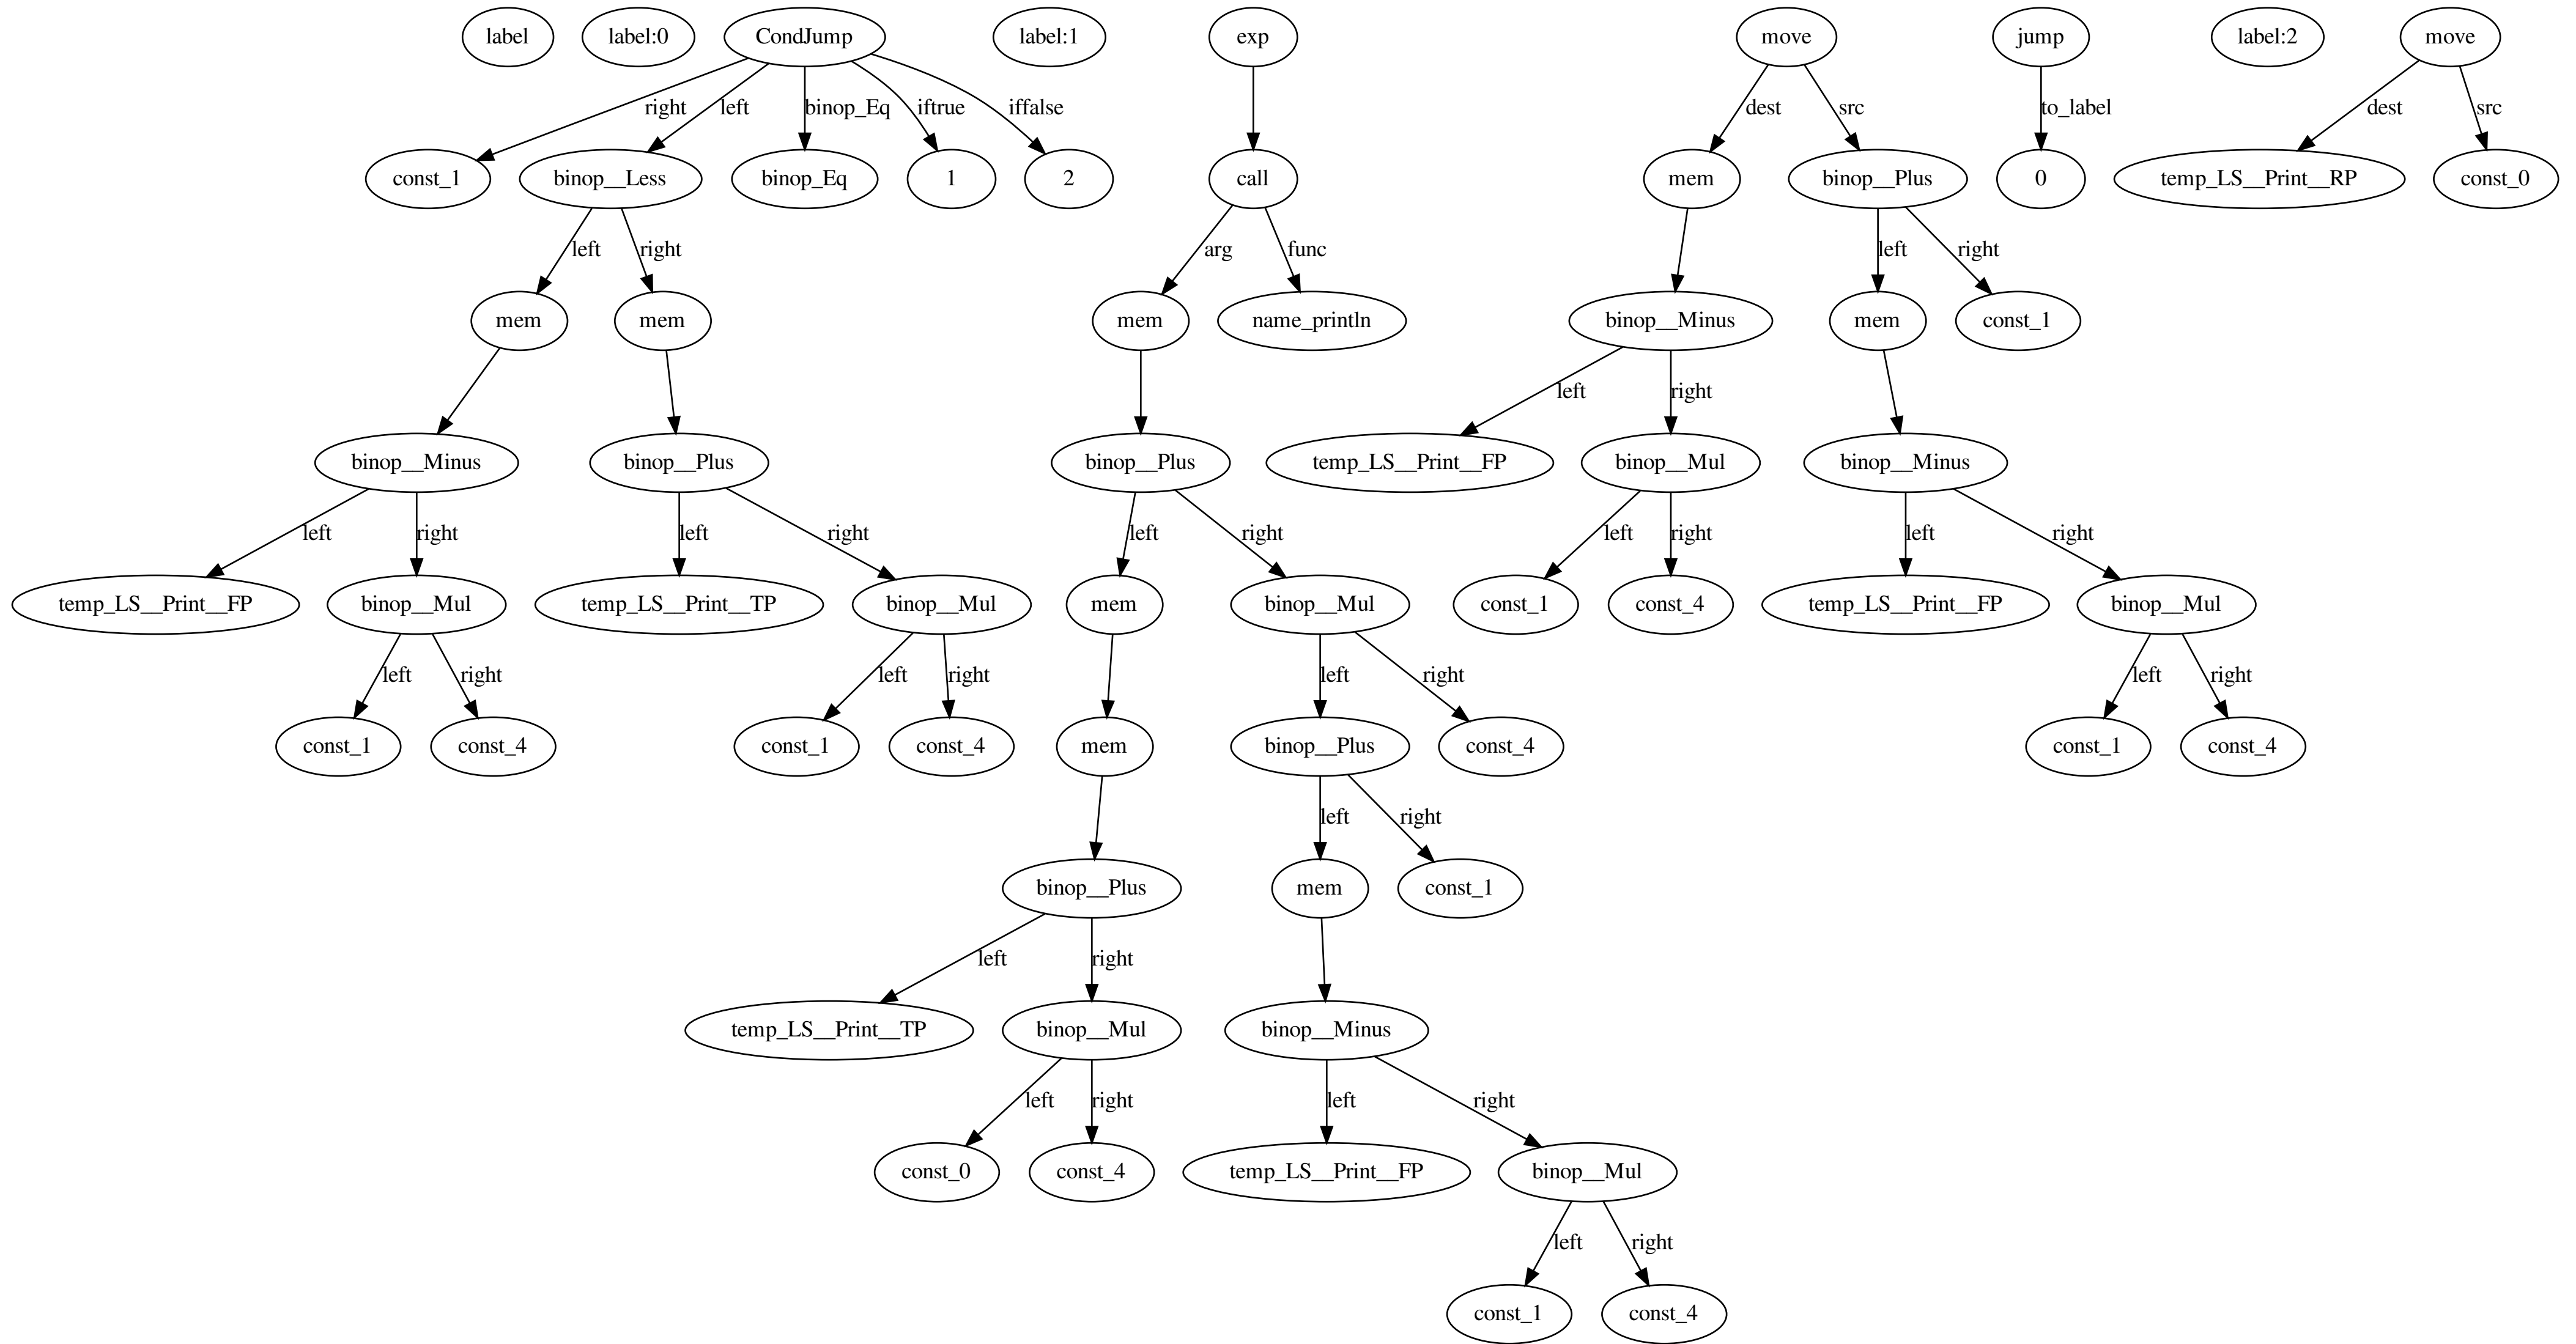 label label:0 CondJump label:1 exp move jump label:2 move
right left binop_Eq iftrue iffalse dest src to_label dest src
const_1 binop__Less binop_Eq 1 2 call mem binop__Plus 0 temp_LS__Print__RP const_0
left right arg func left right
mem mem mem name_println binop__Minus mem const_1
left right
binop__Minus binop__Plus binop__Plus temp_LS__Print__FP binop__Mul binop__Minus
left right left right left right left right left right
temp_LS__Print__FP binop__Mul temp_LS__Print__TP binop__Mul mem binop__Mul const_1 const_4 temp_LS__Print__FP binop__Mul
left right left right left right left right
const_1 const_4 const_1 const_4 mem binop__Plus const_4 const_1 const_4
left right
binop__Plus mem const_1
left right
temp_LS__Print__TP binop__Mul binop__Minus
left right left right
const_0 const_4 temp_LS__Print__FP binop__Mul
left right
const_1 const_4